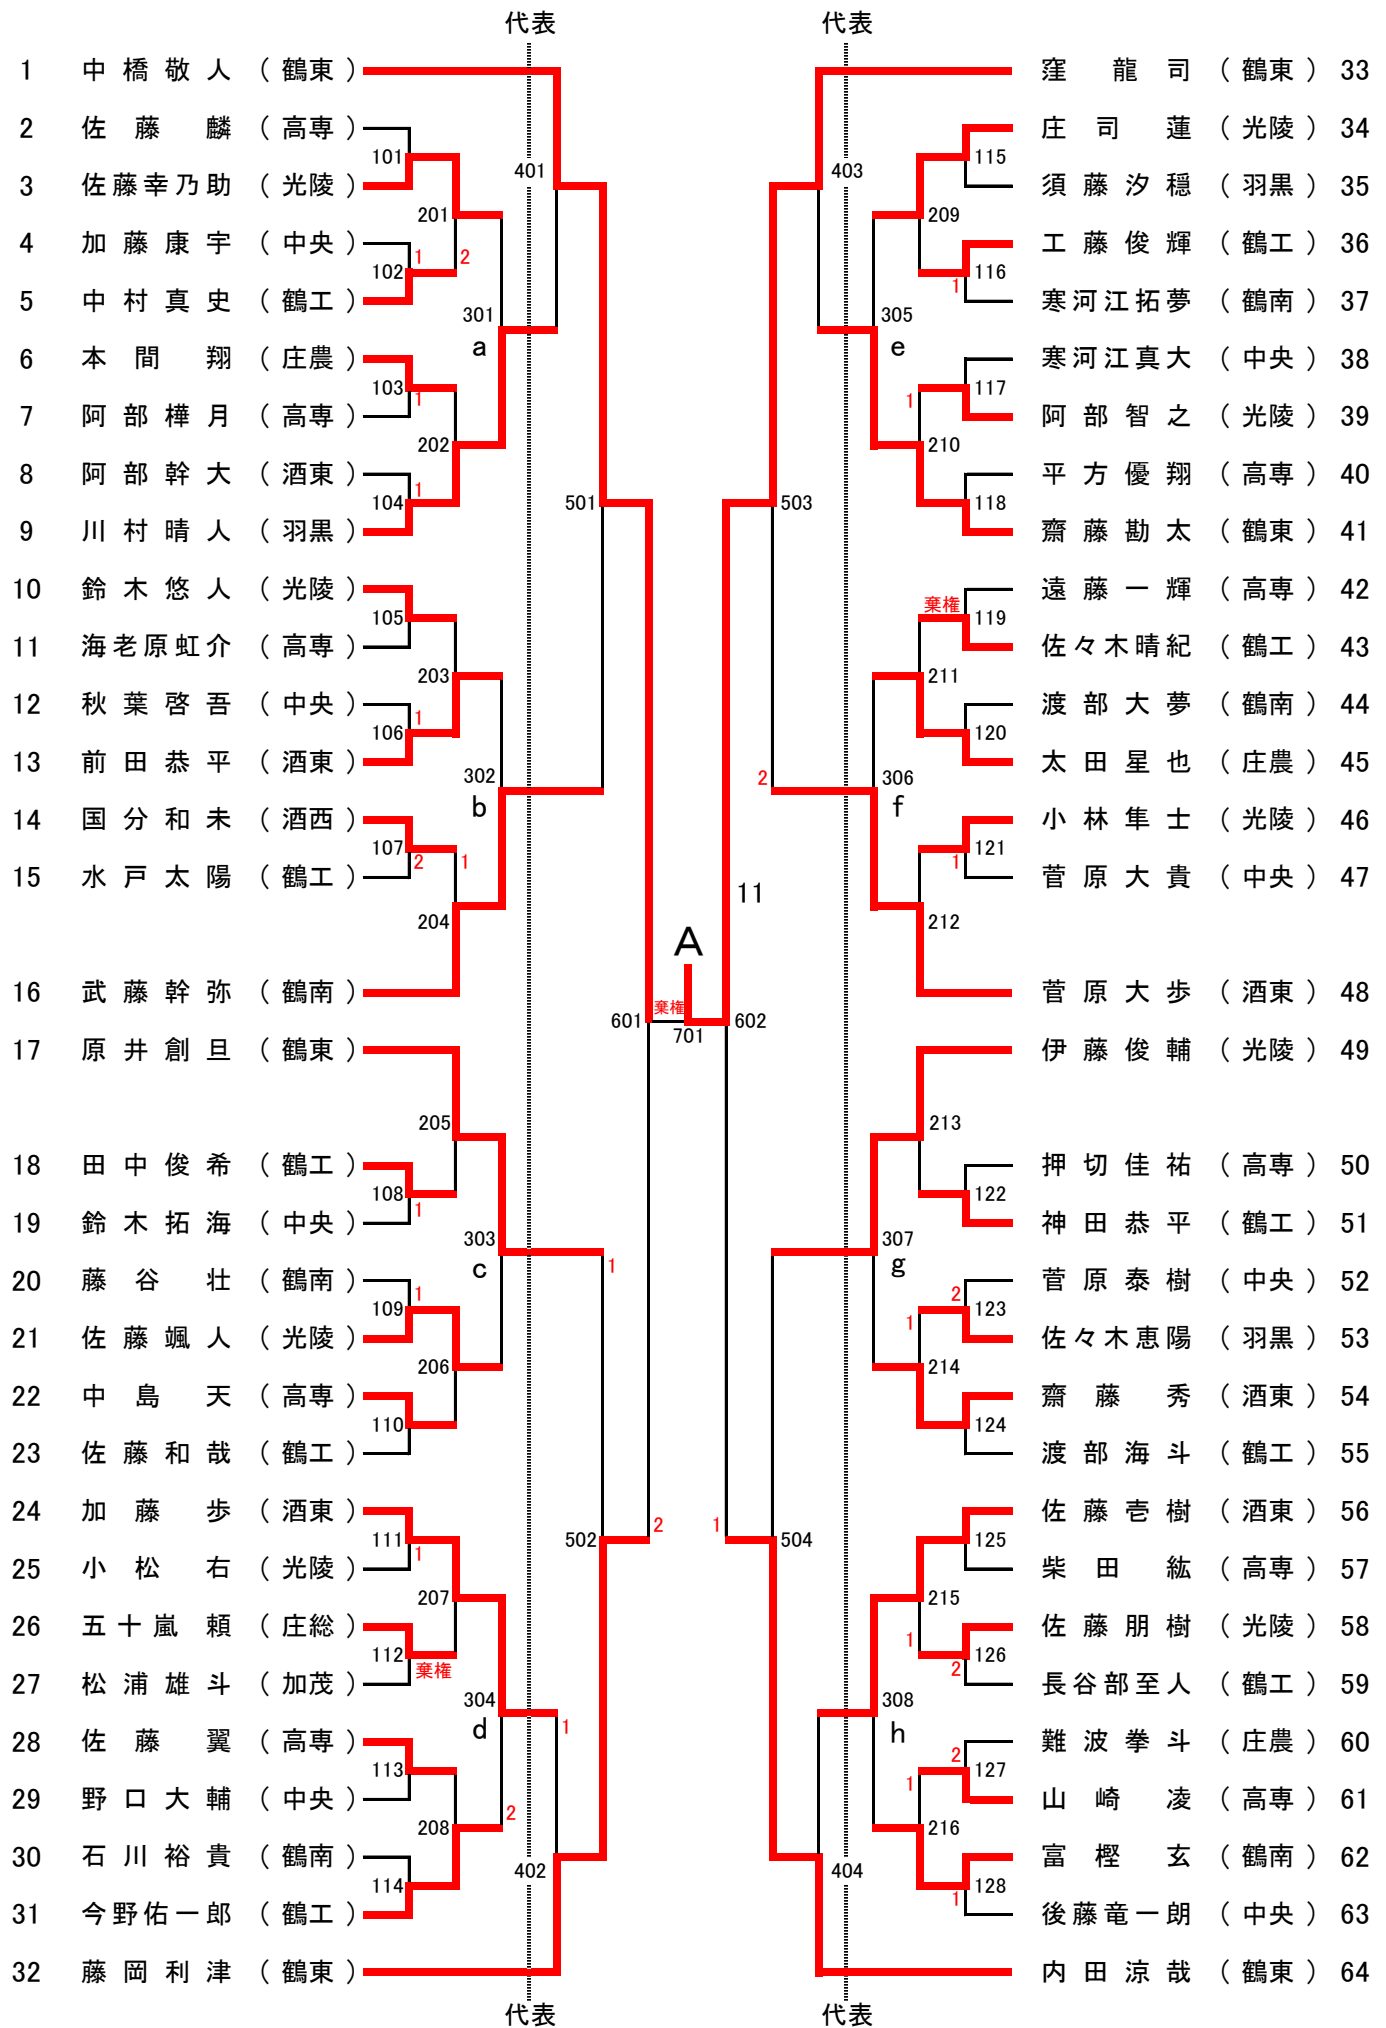 代表 代表
1 中橋敬人 （鶴東）
2 佐藤 麟 （高専）
3 佐藤幸乃助 （光陵）
4 加藤康宇 （中央）
5 中村真史 （鶴工）
6 本間 翔 （庄農）
7 阿部樺月 （高専）
8 阿部幹大 （酒東）
9 川村晴人 （羽黒）
10 鈴木悠人 （光陵）
11 海老原虹介 （高専）
12 秋葉啓吾 （中央）
13 前田恭平 （酒東）
14 国分和未 （酒西）
15 水戸太陽 （鶴工）
16 武藤幹弥 （鶴南）
17 原井創旦 （鶴東）
18 田中俊希 （鶴工）
19 鈴木拓海 （中央）
20 藤谷 壮 （鶴南）
21 佐藤颯人 （光陵）
22 中島 天 （高専）
23 佐藤和哉 （鶴工）
24 加藤 歩 （酒東）
25 小松 右 （光陵）
26 五十嵐 頼 （庄総）
27 松浦雄斗 （加茂）
28 佐藤 翼 （高専）
29 野口大輔 （中央）
30 石川裕貴 （鶴南）
31 今野佑一郎 （鶴工）
32 藤岡利津 （鶴東）
101
102 1
103 1
104 1
105
106 1
107 2
108 1
109 1
110
111 1
112 棄権
113
114
201 2
202
203
204 1
205
206
207
208
301 a
302 b
303 c
304 d 2
401
402 1
501
502 1
601 2
棄権
A
701
602 1
11
503 2
504
403
404
305 e
306 f
307 g
308 h
209
210 1
211
212
213
214 1
215 1
216 1
115
116 1
117
118
119 棄権
120
121 1
122
123 2
124
125
126 2
127 2
128 1
窪 龍司 （鶴東） 33
庄司 蓮 （光陵） 34
須藤汐穏 （羽黒） 35
工藤俊輝 （鶴工） 36
寒河江拓夢 （鶴南） 37
寒河江真大 （中央） 38
阿部智之 （光陵） 39
平方優翔 （高専） 40
齋藤勘太 （鶴東） 41
遠藤一輝 （高専） 42
佐々木晴紀 （鶴工） 43
渡部大夢 （鶴南） 44
太田星也 （庄農） 45
小林隼士 （光陵） 46
菅原大貴 （中央） 47
菅原大歩 （酒東） 48
伊藤俊輔 （光陵） 49
押切佳祐 （高専） 50
神田恭平 （鶴工） 51
菅原泰樹 （中央） 52
佐々木恵陽 （羽黒） 53
齋藤 秀 （酒東） 54
渡部海斗 （鶴工） 55
佐藤壱樹 （酒東） 56
柴田 紘 （高専） 57
佐藤朋樹 （光陵） 58
長谷部至人 （鶴工） 59
難波拳斗 （庄農） 60
山崎 凌 （高専） 61
富樫 玄 （鶴南） 62
後藤竜一朗 （中央） 63
内田涼哉 （鶴東） 64
代表 代表